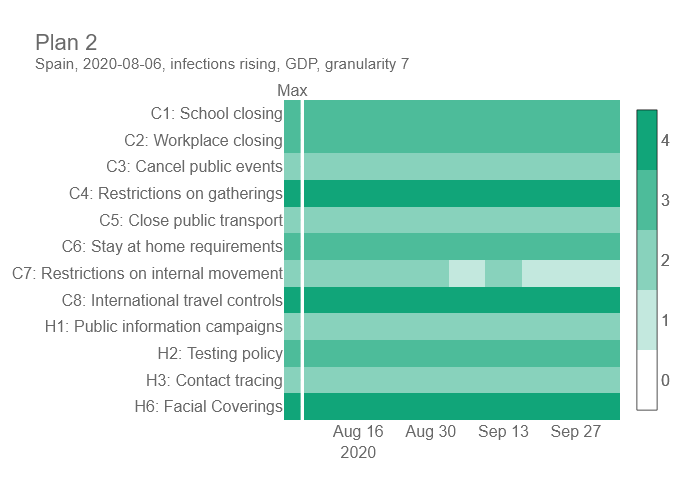 Plan 2
Spain, 2020-08-06, infections rising, GDP, granularity 7
Max
C1: School closing
C2: Workplace closing
C3: Cancel public events
C4: Restrictions on gatherings
C5: Close public transport
C6: Stay at home requirements
C7: Restrictions on internal movement
C8: International travel controls
H1: Public information campaigns
H2: Testing policy
H3: Contact tracing
H6: Facial Coverings
4
3
2
1
0
Aug 16 Aug 30 Sep 13 Sep 27
2020